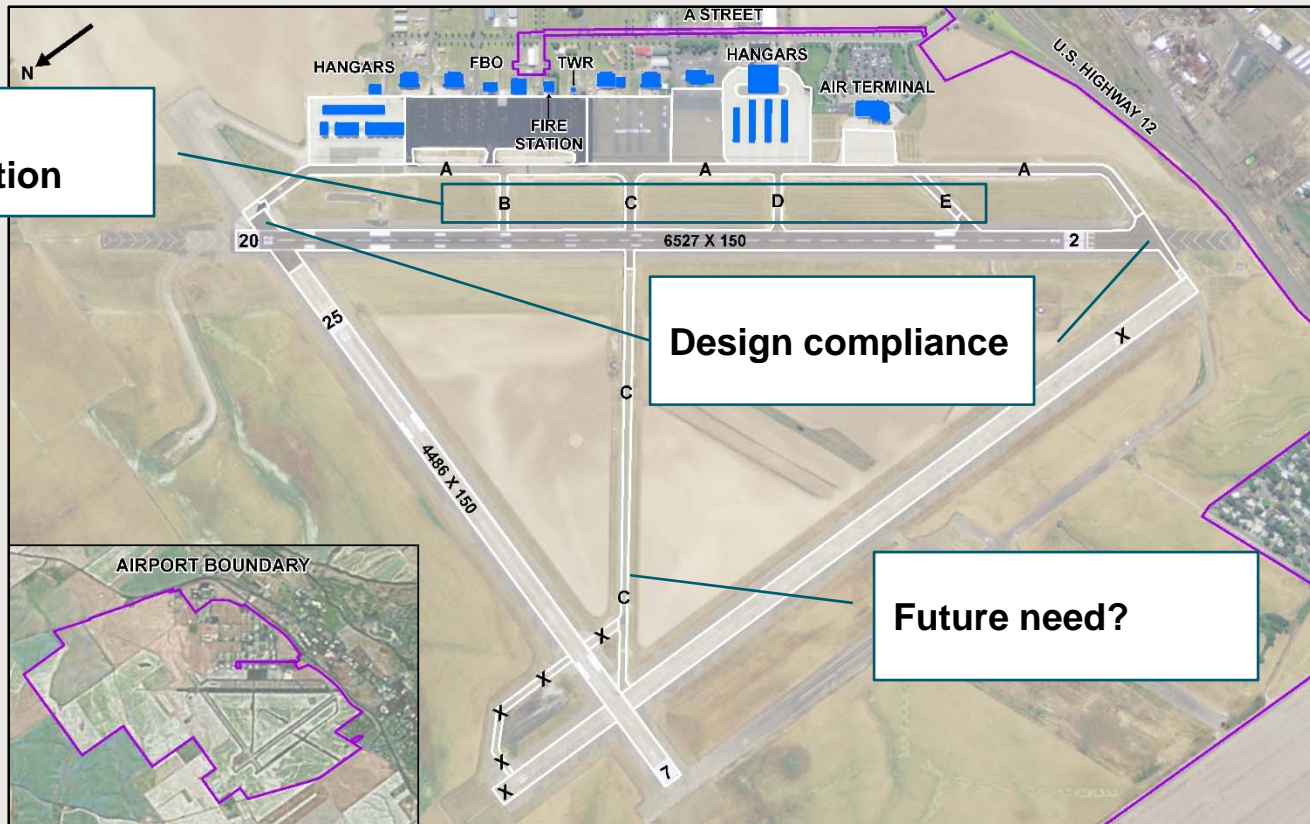 A STREET
N
HANGARS
FBO
TWR
HANGARS
U.S. HIGHWAY 12
AIR TERMINAL
FIRE
STATION
A
A
A
B
C
D
E
20
6527 X 150
2
25
Design compliance
X
C
4486 X 150
Future need?
C
X
X
X
X
X
7
AIRPORT BOUNDARY